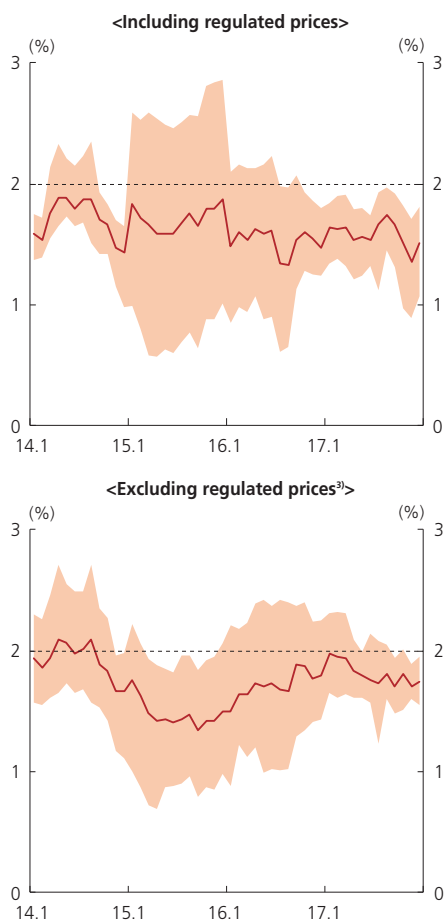 <Including regulated prices>
(%) (%)
3 3
2 2
1 1
0 0
14.1 15.1 16.1 17.1
<Excluding regulated prices³⁾>
(%) (%)
3 3
2 2
1 1
0 0
14.1 15.1 16.1 17.1